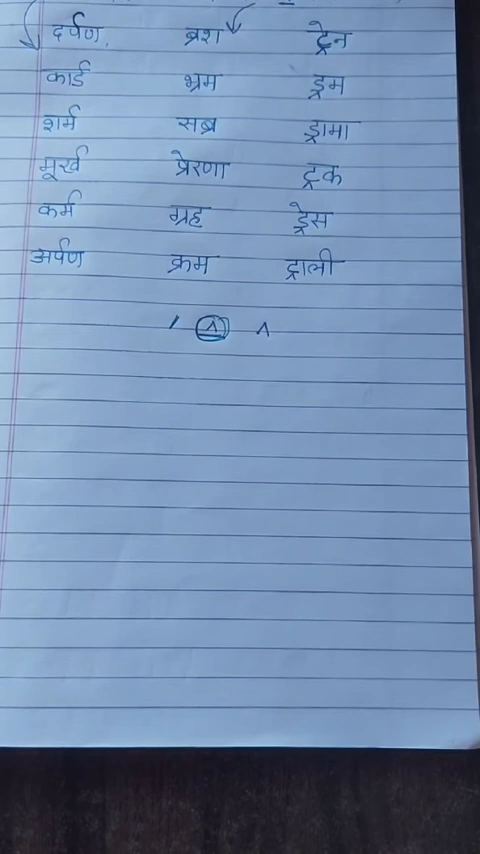 दर्पण, ब्रश ट्रेन
कार्ड भ्रम ड्रम
शर्म सब्र ड्रामा
मूर्ख प्रेरणा ट्रक
कर्म ग्रह ड्रेस
अर्पण क्रम ट्राली